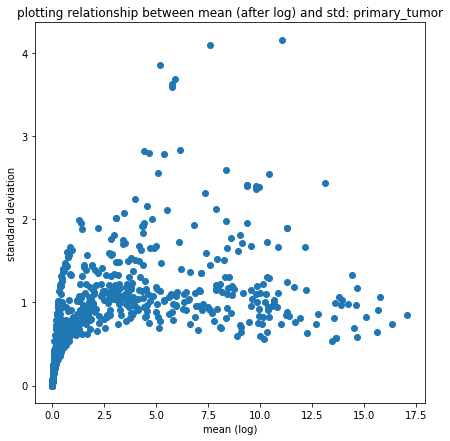 plotting relationship between mean (after log) and std: primary_tumor
4
3
2
1
0
standard deviation
0.0 2.5 5.0 7.5 10.0 12.5 15.0 17.5
mean (log)